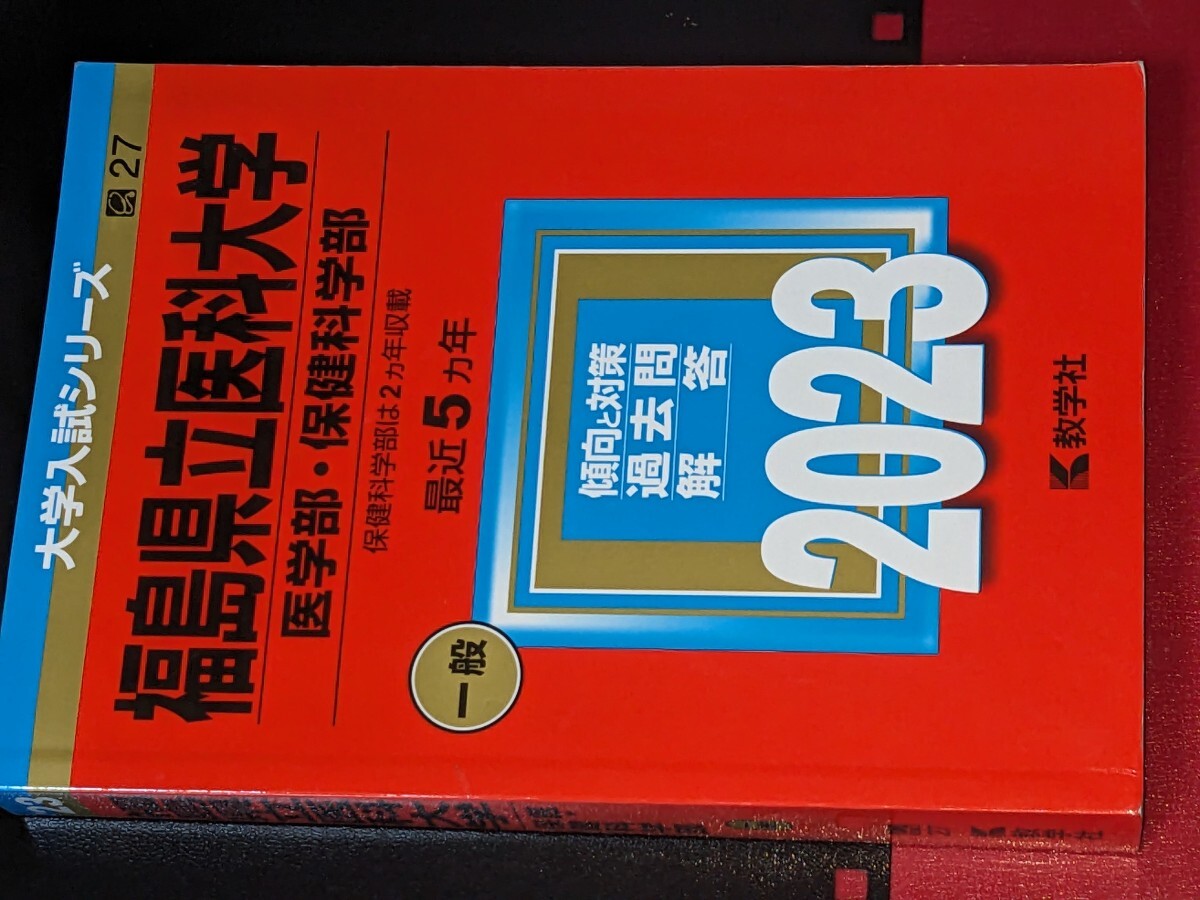 大学入試シリーズ
27
福島県立医科大学
医学部・保健科学部
保健科学部は2カ年収載
最近5カ年
一般
傾向と対策
過去問
解答
2023
教学社